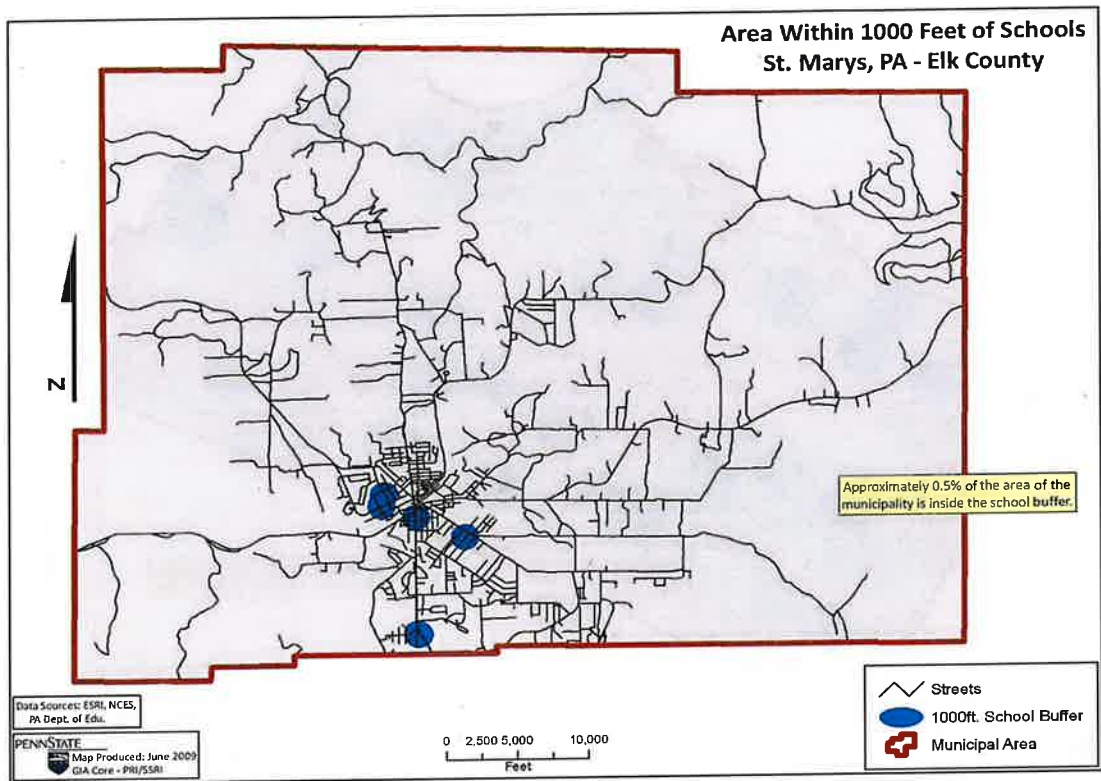 Area Within 1000 Feet of Schools
St. Marys, PA - Elk County
N
Approximately 0.5% of the area of the
municipality is inside the school buffer.
Data Sources: ESRI, NCES,
PA Dept. of Edu.
PENNSTATE
Map Produced: June 2009
GIA Core - PRI/SSRI
0 2,500 5,000 10,000
Feet
Streets
1000ft. School Buffer
Municipal Area